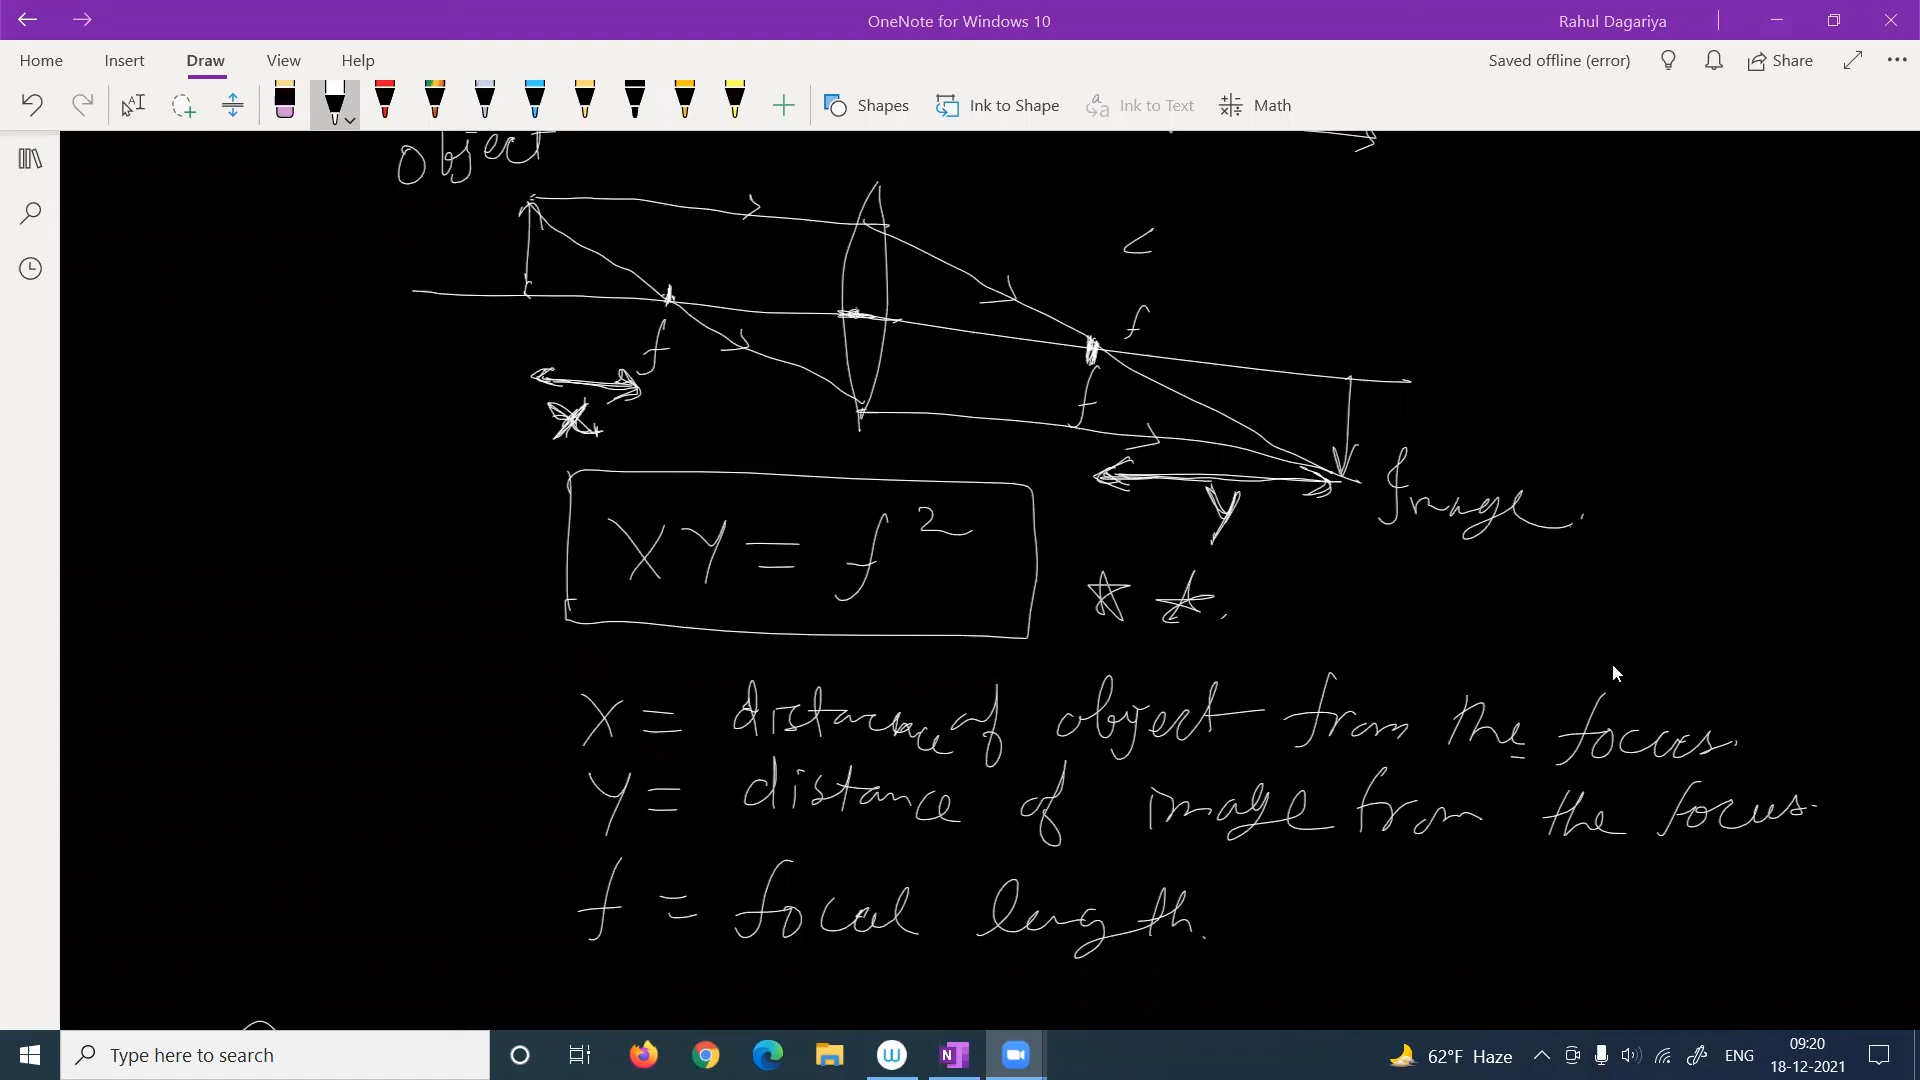 OneNote for Windows 10
Rahul Dagariya
Home Insert Draw View Help
Saved offline (error) Share
Shapes Ink to Shape Ink to Text Math
Object
f
f
f
X
Y
Image.
XY = f²
X = distance of object from the focus.
Y = distance of image from the focus.
f = focal length.
Type here to search
62°F Haze
ENG
09:20
18-12-2021